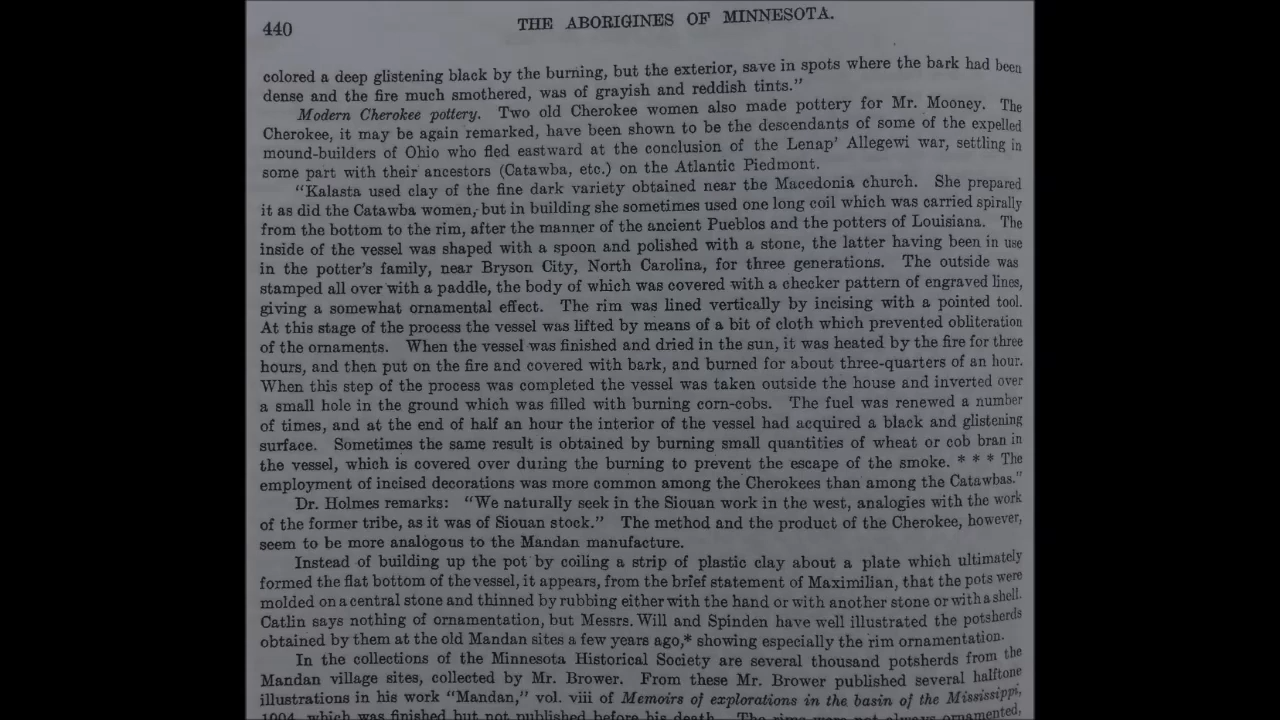 440
THE ABORIGINES OF MINNESOTA.
colored a deep glistening black by the burning, but the exterior, save in spots where the bark had been
dense and the fire much smothered, was of grayish and reddish tints."
Modern Cherokee pottery. Two old Cherokee women also made pottery for Mr. Mooney. The
Cherokee, it may be again remarked, have been shown to be the descendants of some of the expelled
mound-builders of Ohio who fled eastward at the conclusion of the Lenap' Allegewi war, settling in
some part with their ancestors (Catawba, etc.) on the Atlantic Piedmont.
"Kalasta used clay of the fine dark variety obtained near the Macedonia church. She prepared
it as did the Catawba women, but in building she sometimes used one long coil which was carried spirally
from the bottom to the rim, after the manner of the ancient Pueblos and the potters of Louisiana. The
inside of the vessel was shaped with a spoon and polished with a stone, the latter having been in use
in the potter's family, near Bryson City, North Carolina, for three generations. The outside was
stamped all over with a paddle, the body of which was covered with a checker pattern of engraved lines,
giving a somewhat ornamental effect. The rim was lined vertically by incising with a pointed tool.
At this stage of the process the vessel was lifted by means of a bit of cloth which prevented obliteration
of the ornaments. When the vessel was finished and dried in the sun, it was heated by the fire for three
hours, and then put on the fire and covered with bark, and burned for about three-quarters of an hour.
When this step of the process was completed the vessel was taken outside the house and inverted over
a small hole in the ground which was filled with burning corn-cobs. The fuel was renewed a number
of times, and at the end of half an hour the interior of the vessel had acquired a black and glistening
surface. Sometimes the same result is obtained by burning small quantities of wheat or cob bran in
the vessel, which is covered over during the burning to prevent the escape of the smoke. * * * The
employment of incised decorations was more common among the Cherokees than among the Catawbas."
Dr. Holmes remarks: "We naturally seek in the Siouan work in the west, analogies with the work
of the former tribe, as it was of Siouan stock." The method and the product of the Cherokee, however,
seem to be more analogous to the Mandan manufacture.
Instead of building up the pot by coiling a strip of plastic clay about a plate which ultimately
formed the flat bottom of the vessel, it appears, from the brief statement of Maximilian, that the pots were
molded on a central stone and thinned by rubbing either with the hand or with another stone or with a shell.
Catlin says nothing of ornamentation, but Messrs. Will and Spinden have well illustrated the potsherds
obtained by them at the old Mandan sites a few years ago,* showing especially the rim ornamentation.
In the collections of the Minnesota Historical Society are several thousand potsherds from the
Mandan village sites, collected by Mr. Brower. From these Mr. Brower published several halftone
illustrations in his work "Mandan," vol. viii of Memoirs of explorations in the basin of the Mississippi,
1904, which was finished but not published before his death. The rims were not always ornamented,